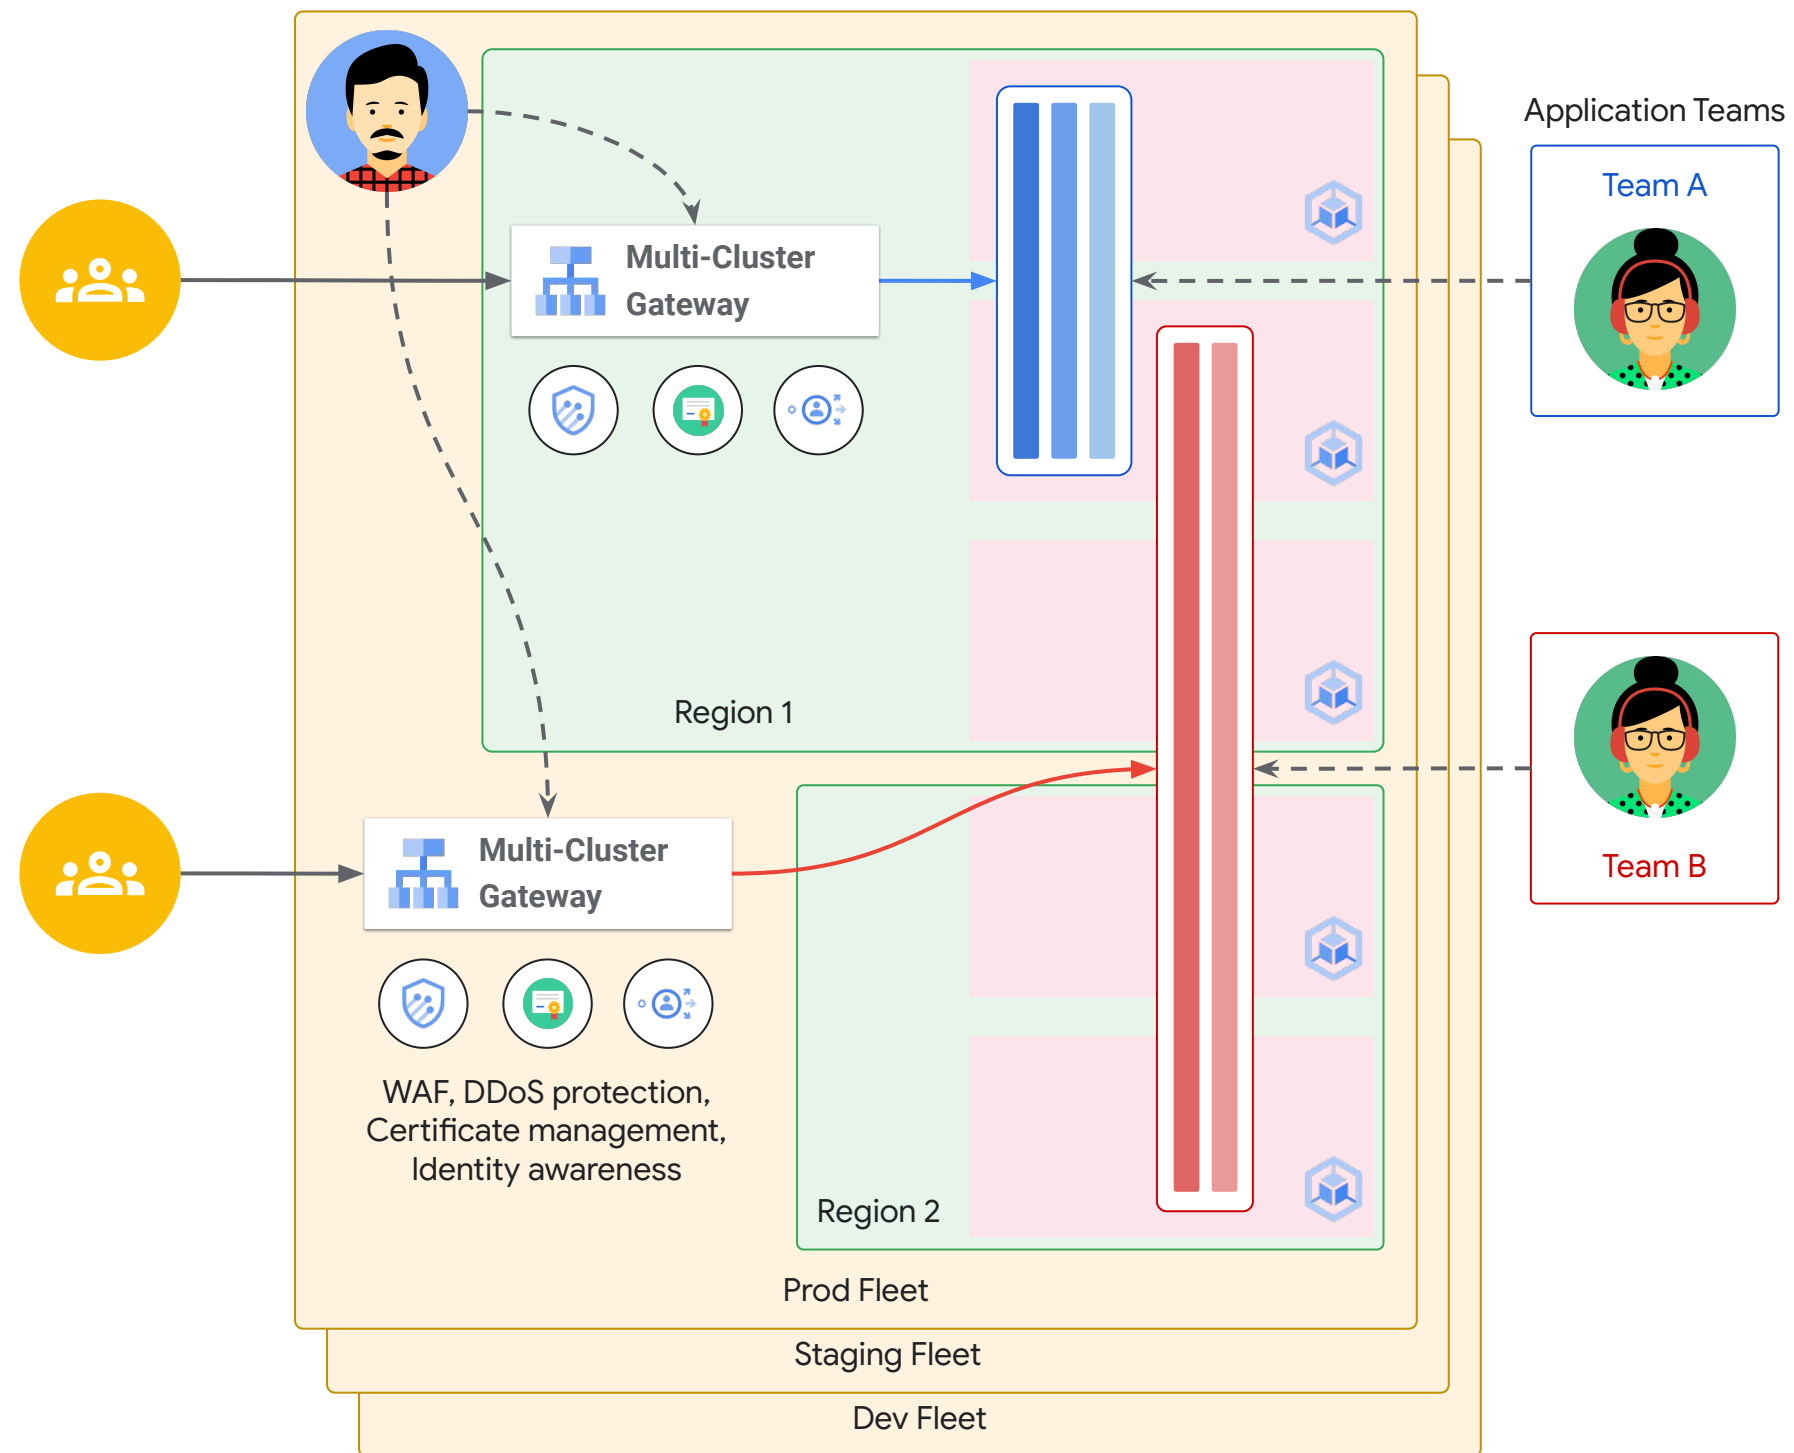 Application Teams
Team A
Multi-Cluster
Gateway
Region 1
Multi-Cluster
Gateway
Team B
WAF, DDoS protection,
Certificate management,
Identity awareness
Region 2
Prod Fleet
Staging Fleet
Dev Fleet